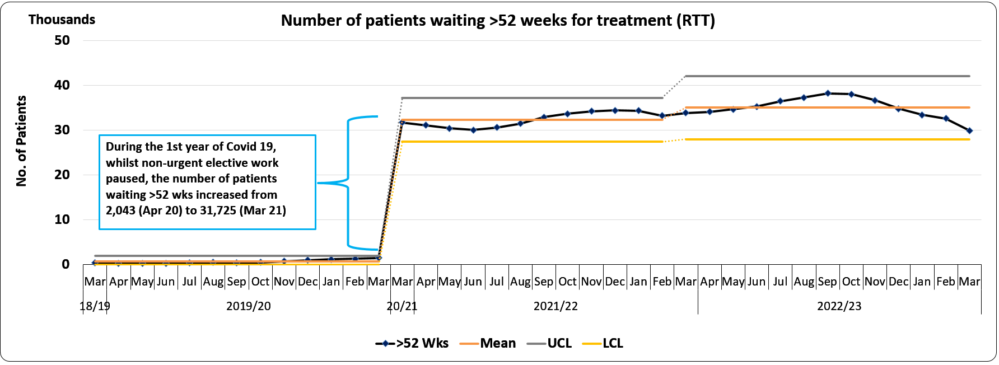 Thousands
Number of patients waiting >52 weeks for treatment (RTT)
No. of Patients
50
40
30
20
10
0
During the 1st year of Covid 19,
whilst non-urgent elective work
paused, the number of patients
waiting >52 wks increased from
2,043 (Apr 20) to 31,725 (Mar 21)
Mar Apr May Jun Jul Aug Sep Oct Nov Dec Jan Feb Mar Mar Apr May Jun Jul Aug Sep Oct Nov Dec Jan Feb Mar Apr May Jun Jul Aug Sep Oct Nov Dec Jan Feb Mar
18/19 2019/20 20/21 2021/22 2022/23
>52 Wks Mean UCL LCL